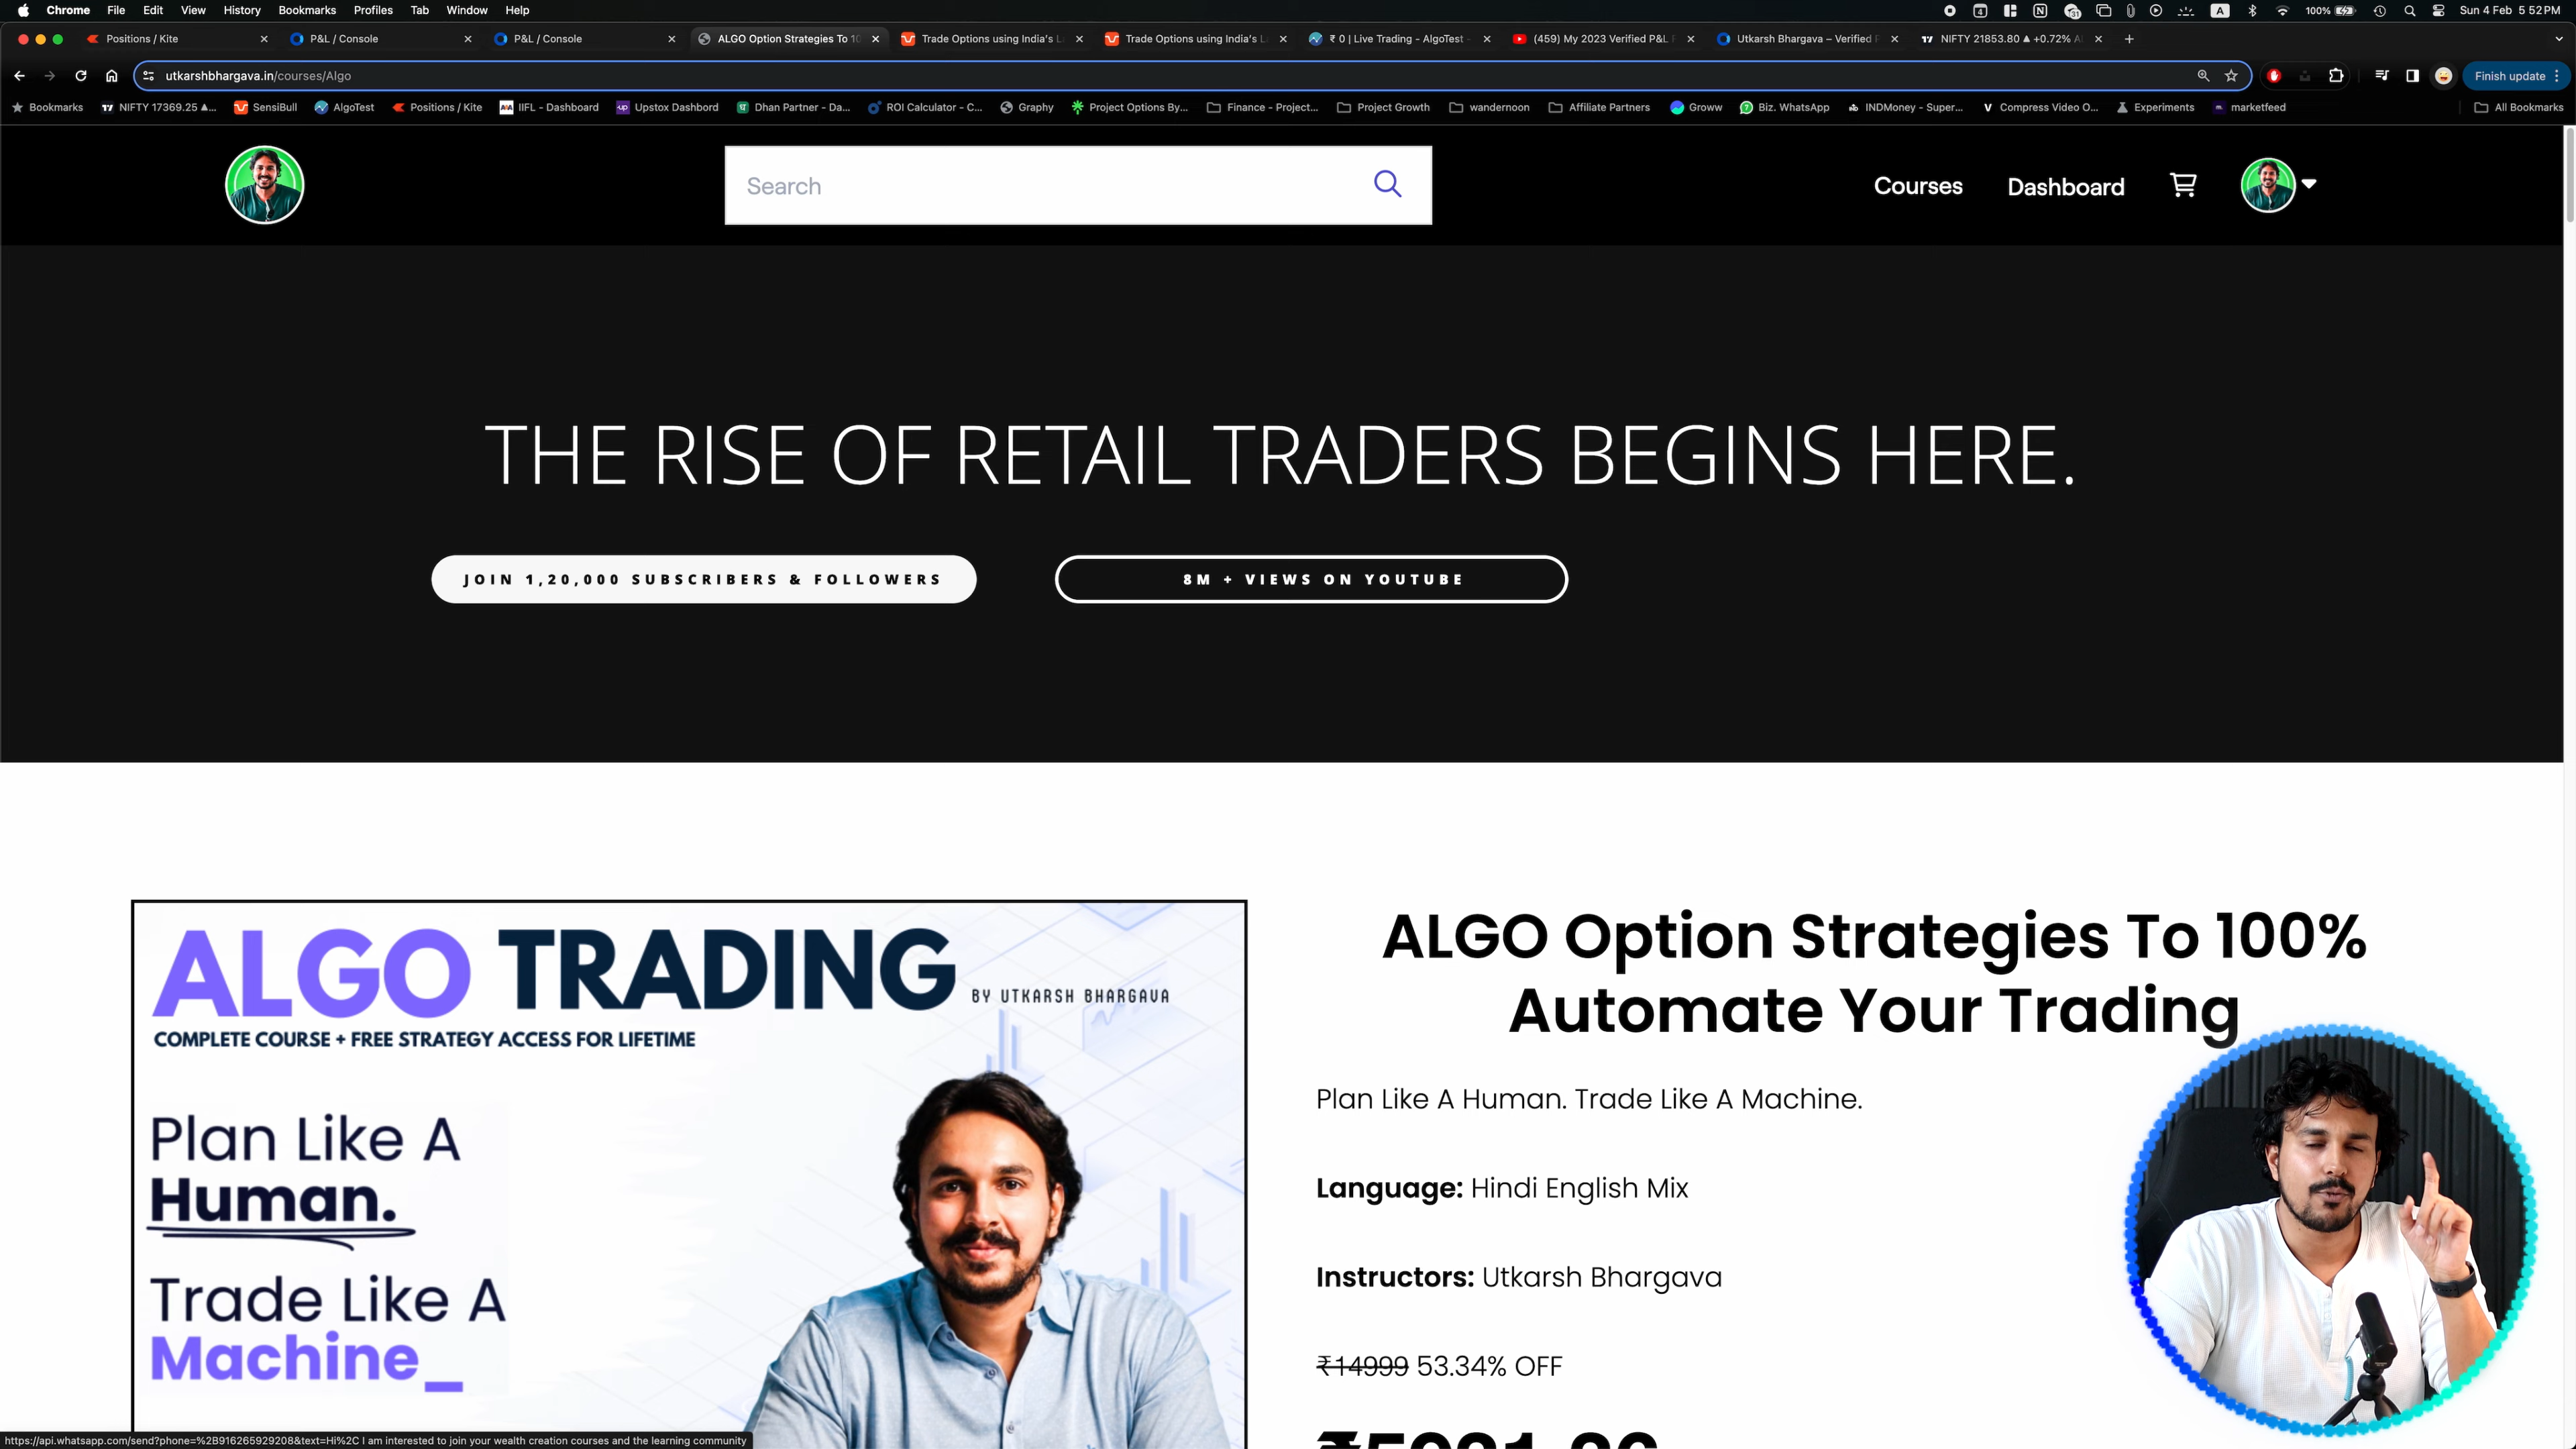 Chrome File Edit View History Bookmarks Profiles Tab Window Help
A 100% Sun 4 Feb 5 52 PM
Positions / Kite
P&L / Console
P&L / Console
ALGO Option Strategies To 10
Trade Options using India's L
Trade Options using India's L
₹ 0 | Live Trading - AlgoTest -
(459) My 2023 Verified P&L
Utkarsh Bhargava – Verified
NIFTY 21853.80 ▲ +0.72%
utkarshbhargava.in/courses/Algo
Finish update
Bookmarks
NIFTY 17369.25 ▲...
SensiBull
AlgoTest
Positions / Kite
IIFL - Dashboard
Upstox Dashbord
Dhan Partner - Da...
ROI Calculator - C...
Graphy
Project Options By...
Finance - Project...
Project Growth
wandernoon
Affiliate Partners
Groww
Biz. WhatsApp
INDMoney - Super...
Compress Video O...
Experiments
marketfeed
All Bookmarks
Search
Courses Dashboard
THE RISE OF RETAIL TRADERS BEGINS HERE.
JOIN 1,20,000 SUBSCRIBERS & FOLLOWERS
8M + VIEWS ON YOUTUBE
ALGO TRADING
BY UTKARSH BHARGAVA
COMPLETE COURSE + FREE STRATEGY ACCESS FOR LIFETIME
Plan Like A
Human.
Trade Like A
Machine_
ALGO Option Strategies To 100%
Automate Your Trading
Plan Like A Human. Trade Like A Machine.
Language: Hindi English Mix
Instructors: Utkarsh Bhargava
₹14999 53.34% OFF
https://api.whatsapp.com/send?phone=%2B916265929208&text=Hi%2C I am interested to join your wealth creation courses and the learning community